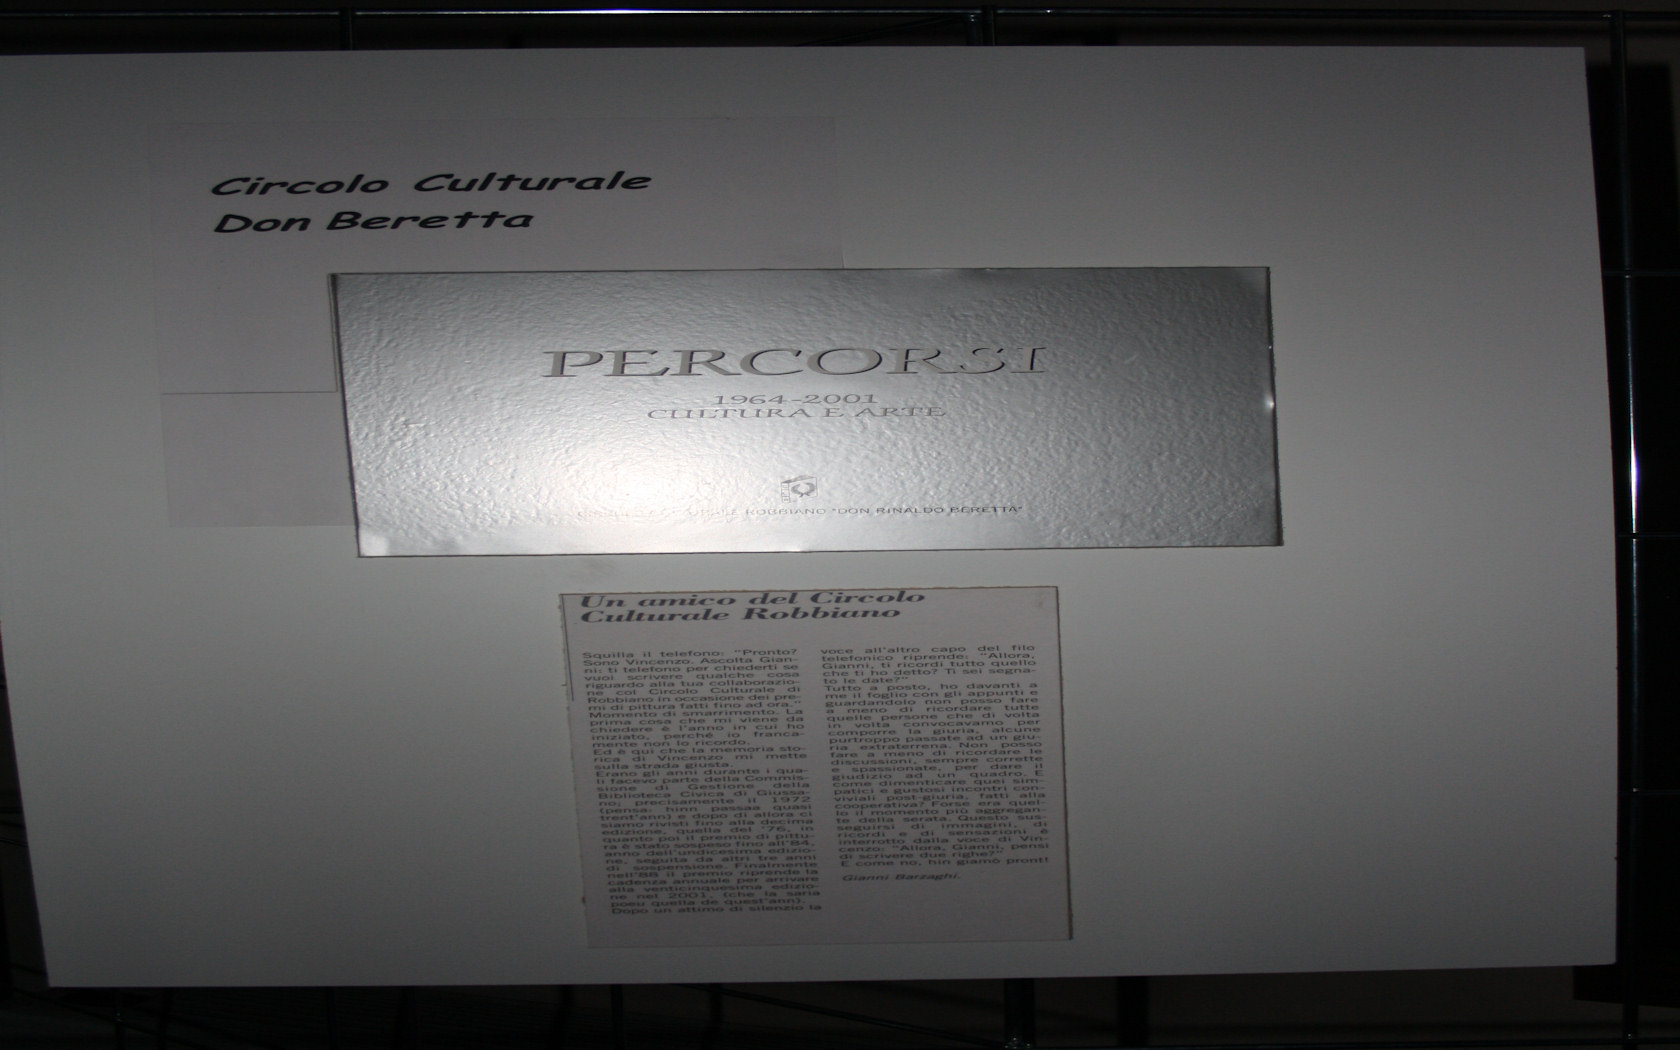 Circolo Culturale
Don Beretta
PERCORSI
1964-2001
CULTURA E ARTE
ROBBIANO "DON RINALDO BERETTA"
Un amico del Circolo
Culturale Robbiano
Squilla il telefono: "Pronto?
Sono Vincenzo. Ascolta Gian-
ni: ti telefono per chiederti se
vuoi scrivere qualche cosa
riguardo alla tua collaborazio-
ne col Circolo Culturale di
Robbiano in occasione dei pre-
mi di pittura fatti fino ad ora."
Momento di smarrimento. La
prima cosa che mi viene da
chiedere è l'anno in cui ho
iniziato, perché io franca-
mente non lo ricordo.
Ed è qui che la memoria sto-
rica di Vincenzo mi mette
sulla strada giusta.
Erano gli anni durante i qua-
li facevo parte della Commis-
sione di Gestione della
Biblioteca Civica di Giussa-
no; precisamente il 1972
(pensa: hinn passaa quasi
trent'ann) e dopo di allora ci
siamo rivisti fino alla decima
edizione, quella del '76, in
quanto poi il premio di pittu-
ra è stato sospeso fino all'84,
anno dell'undicesima edizio-
ne, seguita da altri tre anni
di sospensione. Finalmente
nell'88 il premio riprende la
cadenza annuale per arrivare
alla venticinquesima edizio-
ne nel 2001, (che la saria
poeu quella de quest'ann).
Dopo un attimo di silenzio la
voce all'altro capo del filo
telefonico riprende: "Allora,
Gianni, ti ricordi tutto quello
che ti ho detto? Ti sei segna-
to le date?"
Tutto a posto, ho davanti a
me il foglio con gli appunti e
guardandolo non posso fare
a meno di ricordare tutte
quelle persone che di volta
in volta convocavamo per
comporre la giuria, alcune
purtroppo passate ad un giu-
ria extraterrena. Non posso
fare a meno di ricordare le
discussioni, sempre corrette
e spassionate, per dare il
giudizio ad un quadro. E
come dimenticare quei sim-
patici e gustosi incontri con-
viviali post-giuria, fatti alla
cooperativa? Forse era quel-
lo il momento più aggregan-
te della serata. Questo sus-
seguirsi di immagini, di
ricordi e di sensazioni è
interrotto dalla voce di Vin-
cenzo: "Allora, Gianni, pensi
di scrivere due righe?"
E come no, hin giamò pront!
Gianni Barzaghi.